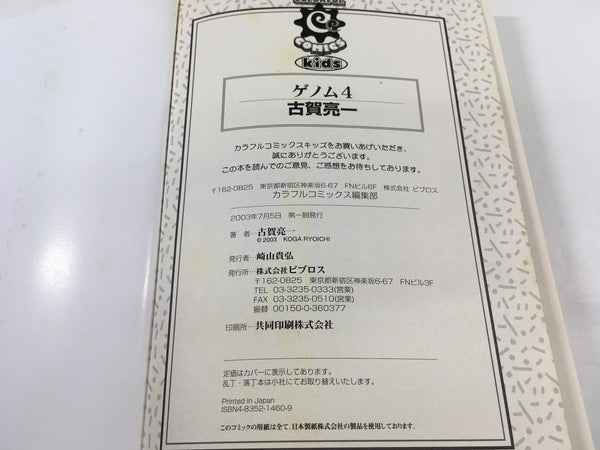 COLORFUL
COMICS
kids
ゲノム4
古賀亮一
カラフルコミックスキッズをお買いあげいただき、
誠にありがとうございます。
この本を読んでのご意見、ご感想をお待ちしております。
〒162-0825 東京都新宿区神楽坂6-67 FNビル6F 株式会社 ビブロス
カラフルコミックス編集部
2003年7月5日 第一刷発行
著 者…古賀亮一
© 2003 KOGA RYOICHI
発行者…崎山貴弘
発行所…株式会社ビブロス
〒162-0825 東京都新宿区神楽坂6-67 FNビル3F
TEL 03-3235-0333(営業)
FAX 03-3235-0510(営業)
振替 00150-0-360377
印刷所…共同印刷株式会社
定価はカバーに表示してあります。
乱丁・落丁本は小社にてお取り替えいたします。
Printed in Japan
ISBN4-8352-1460-9
このコミックの用紙は全て、日本製紙株式会社の製品を使用しております。